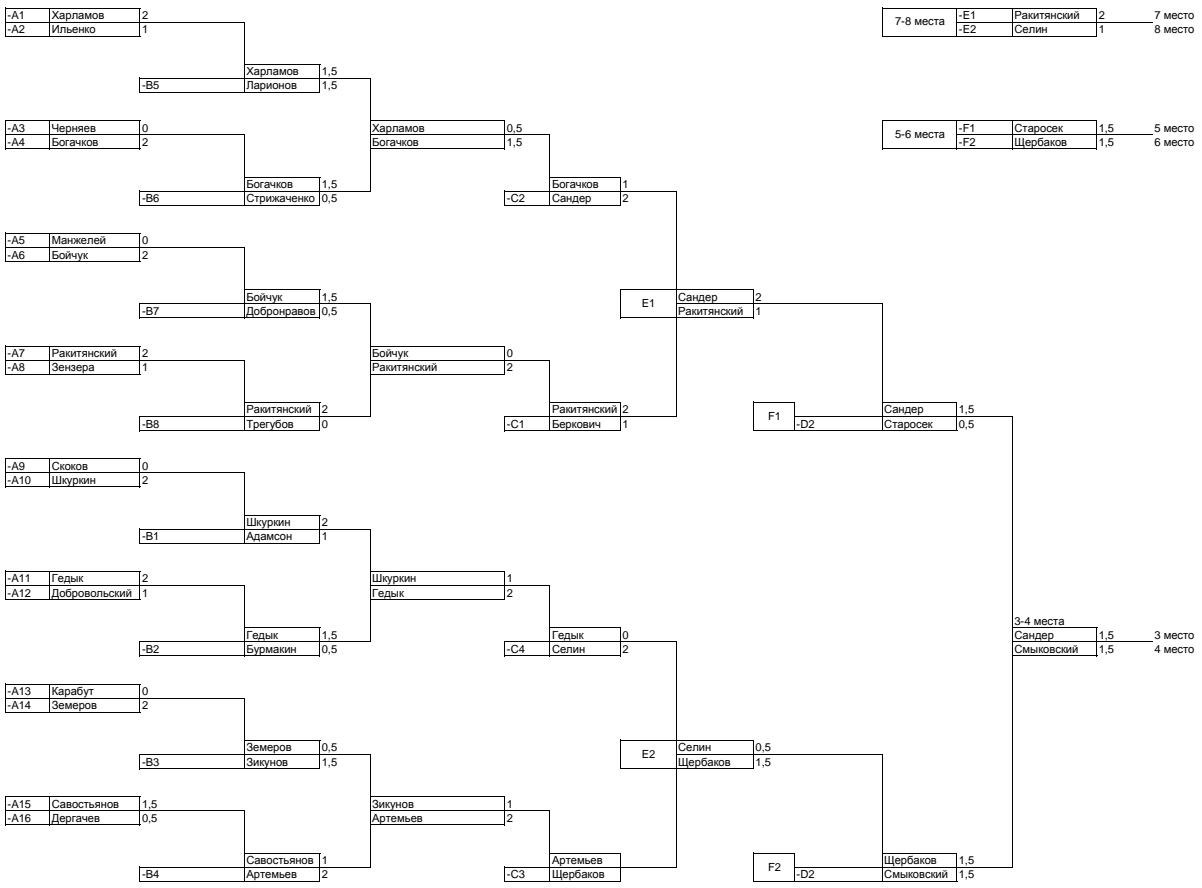 -A1 Харламов 2
-A2 Ильенко 1
7-8 места
-E1 Ракитянский 2 7 место
-E2 Селин 1 8 место
Харламов 1,5
-B5 Ларионов 1,5
-A3 Черняев 0
-A4 Богачков 2
Харламов 0,5
Богачков 1,5
5-6 места
-F1 Старосек 1,5 5 место
-F2 Щербаков 1,5 6 место
Богачков 1,5
-B6 Стрижаченко 0,5
Богачков 1
-C2 Сандер 2
-A5 Манжелей 0
-A6 Бойчук 2
Бойчук 1,5
-B7 Добронравов 0,5
E1
Сандер 2
Ракитянский 1
-A7 Ракитянский 2
-A8 Зензера 1
Бойчук 0
Ракитянский 2
Ракитянский 2
-B8 Трегубов 0
Ракитянский 2
-C1 Беркович 1
F1
Сандер 1,5
-D2 Старосек 0,5
-A9 Скоков 0
-A10 Шкуркин 2
Шкуркин 2
-B1 Адамсон 1
-A11 Гедык 2
-A12 Добровольский 1
Шкуркин 1
Гедык 2
Гедык 1,5
-B2 Бурмакин 0,5
Гедык 0
-C4 Селин 2
3-4 места
Сандер 1,5 3 место
Смыковский 1,5 4 место
-A13 Карабут 0
-A14 Земеров 2
Земеров 0,5
-B3 Зикунов 1,5
E2
Селин 0,5
Щербаков 1,5
-A15 Савостьянов 1,5
-A16 Дергачев 0,5
Зикунов 1
Артемьев 2
Савостьянов 1
-B4 Артемьев 2
Артемьев
-C3 Щербаков
F2
Щербаков 1,5
-D2 Смыковский 1,5